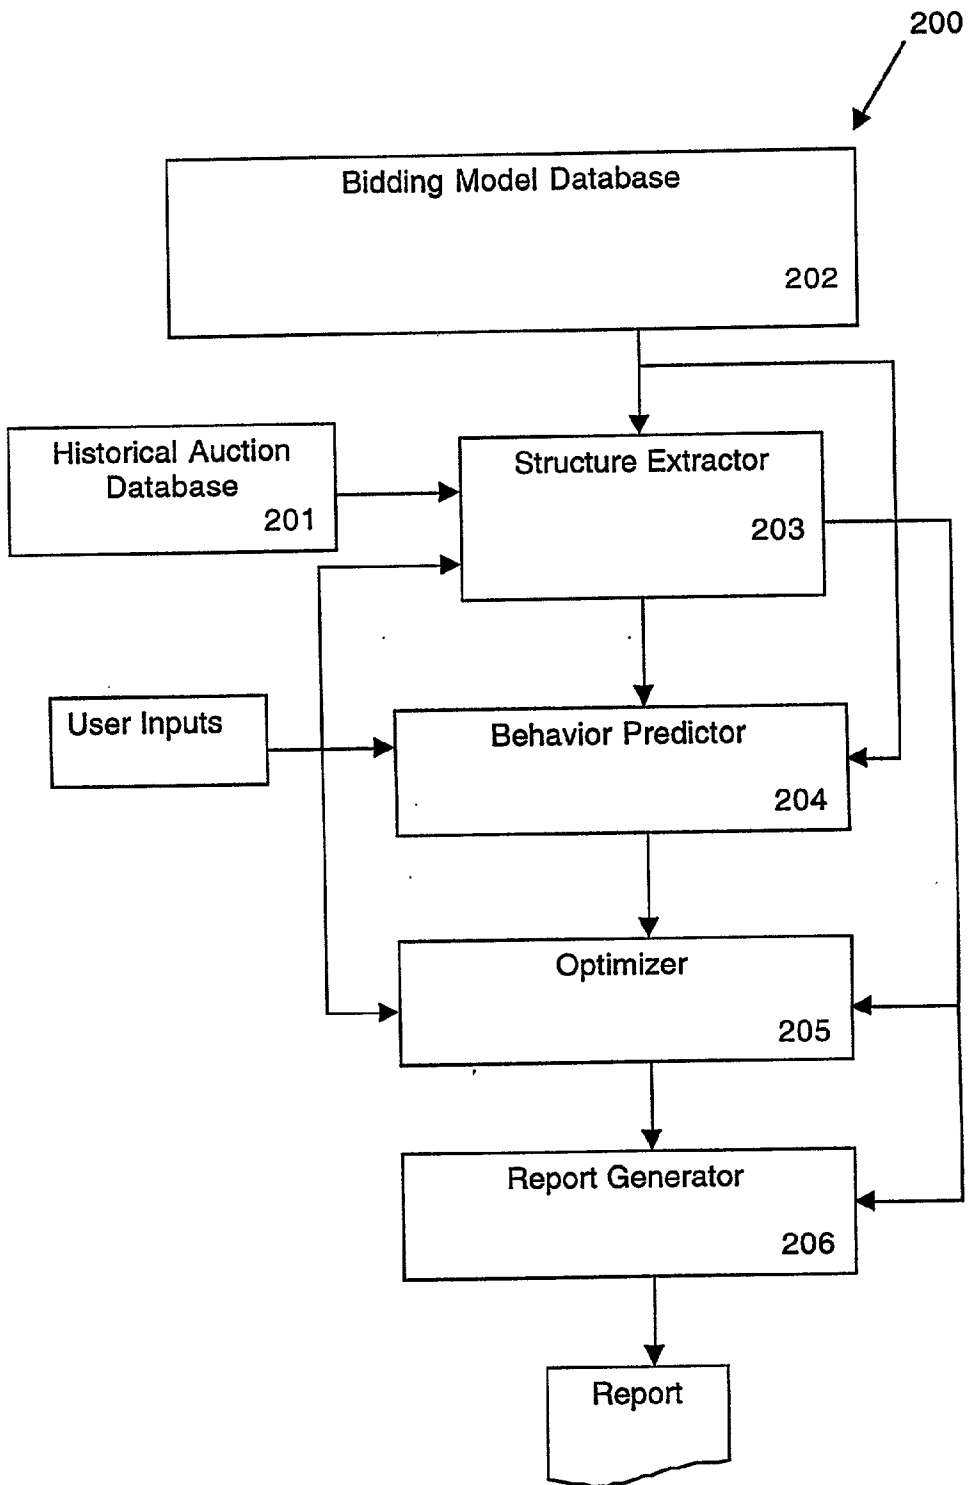 200
Bidding Model Database
202
Historical Auction
Database
201
Structure Extractor
203
User Inputs
Behavior Predictor
204
Optimizer
205
Report Generator
206
Report